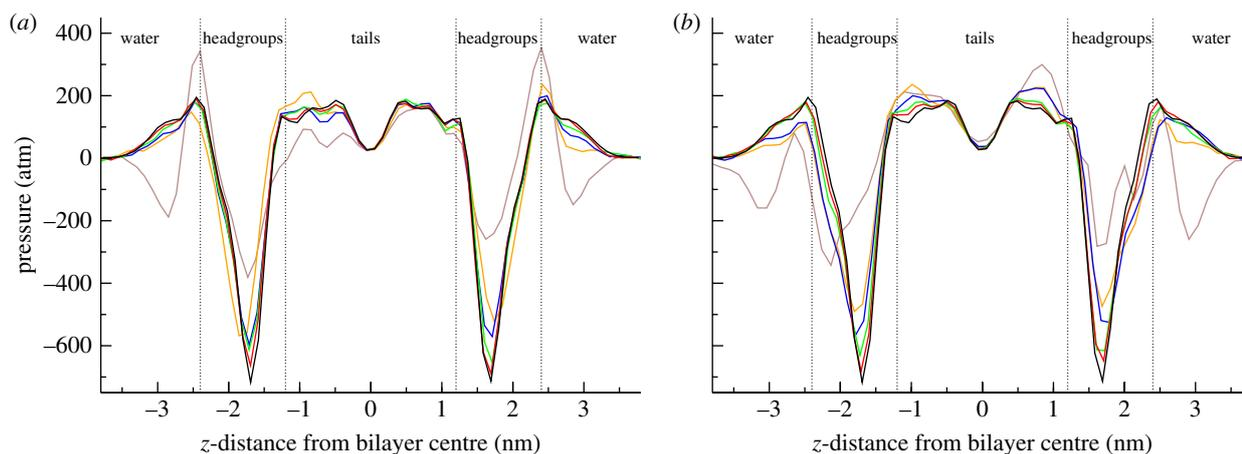 (a)
water headgroups tails headgroups water
400
200
0
−200
−400
−600
pressure (atm)
−3 −2 −1 0 1 2 3
z-distance from bilayer centre (nm)
(b)
water headgroups tails headgroups water
−3 −2 −1 0 1 2 3
z-distance from bilayer centre (nm)